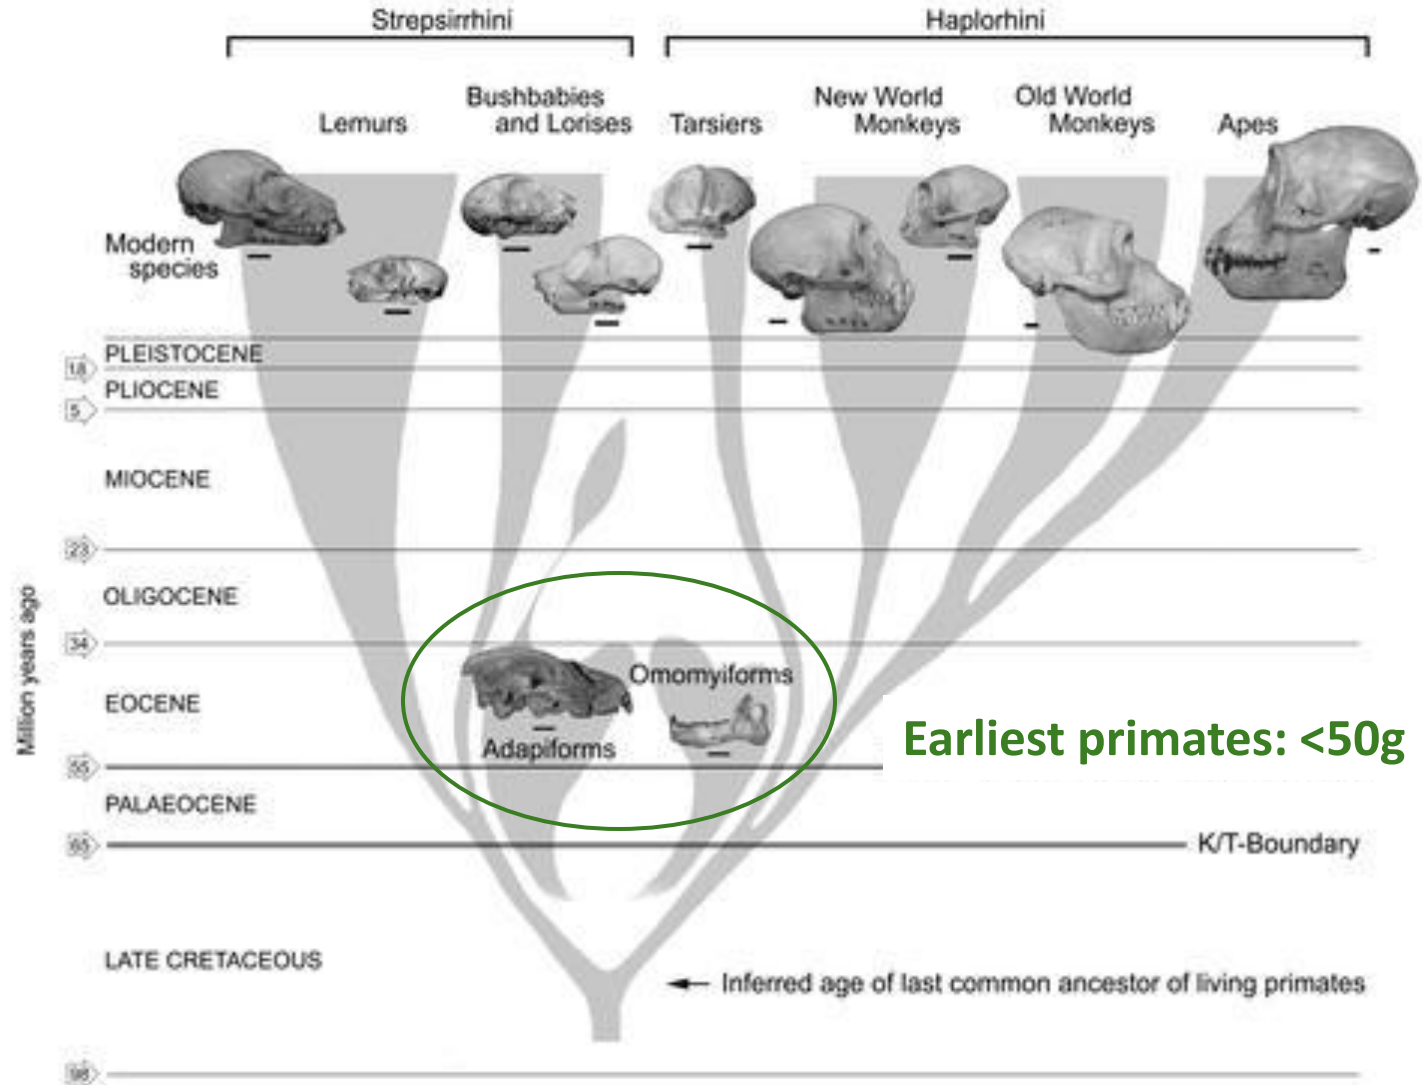 Strepsirrhini
Haplorhini
Lemurs
Bushbabies
and Lorises
Tarsiers
New World
Monkeys
Old World
Monkeys
Apes
Modern
species
PLEISTOCENE
1.8
PLIOCENE
5
MIOCENE
23
OLIGOCENE
34
Million years ago
EOCENE
Omomyiforms
Adapiforms
Earliest primates: <50g
55
PALAEOCENE
65
K/T-Boundary
LATE CRETACEOUS
Inferred age of last common ancestor of living primates